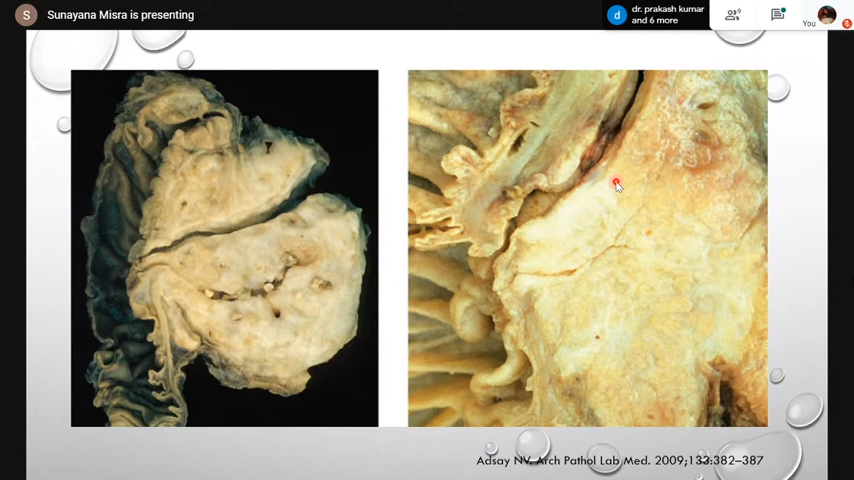 S
Sunayana Misra is presenting
d
dr. prakash kumar
and 6 more
9
You
Adsay NV. Arch Pathol Lab Med. 2009;133:382–387